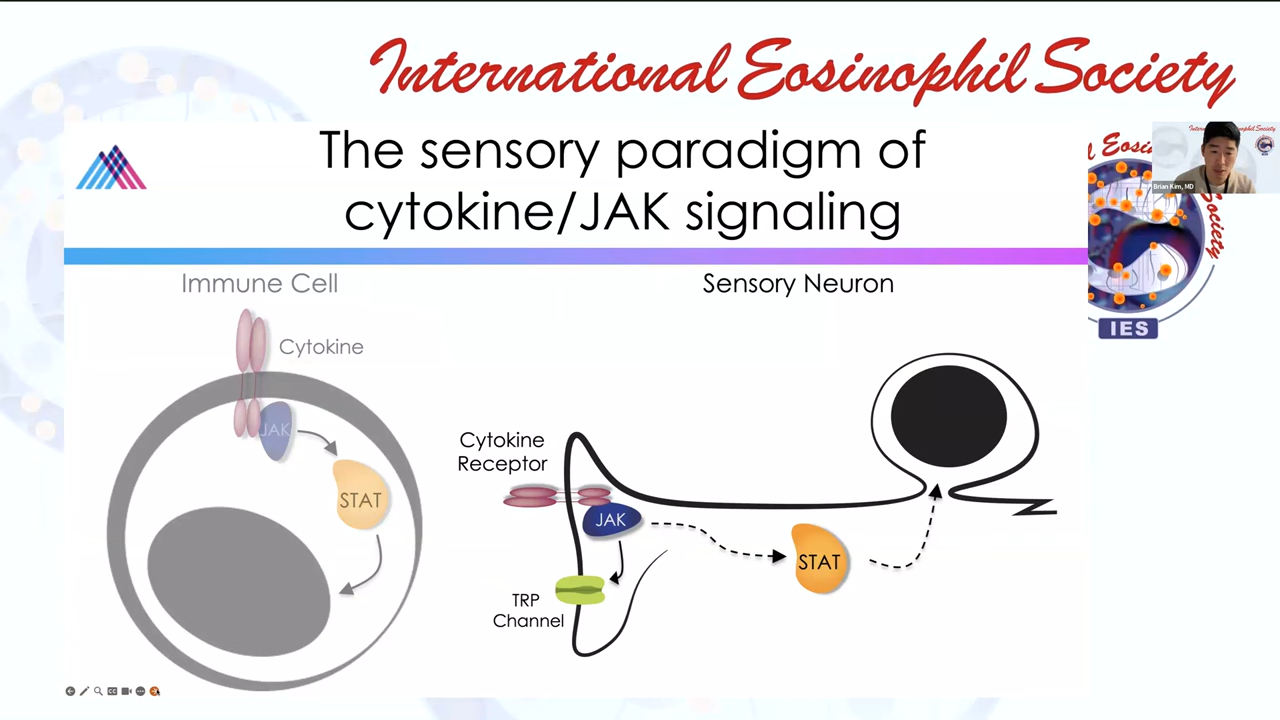 International Eosinophil Society
The sensory paradigm of
cytokine/JAK signaling
Brian Kim, MD
Society
IES
Immune Cell
Cytokine
JAK
STAT
Sensory Neuron
Cytokine
Receptor
JAK
STAT
TRP
Channel